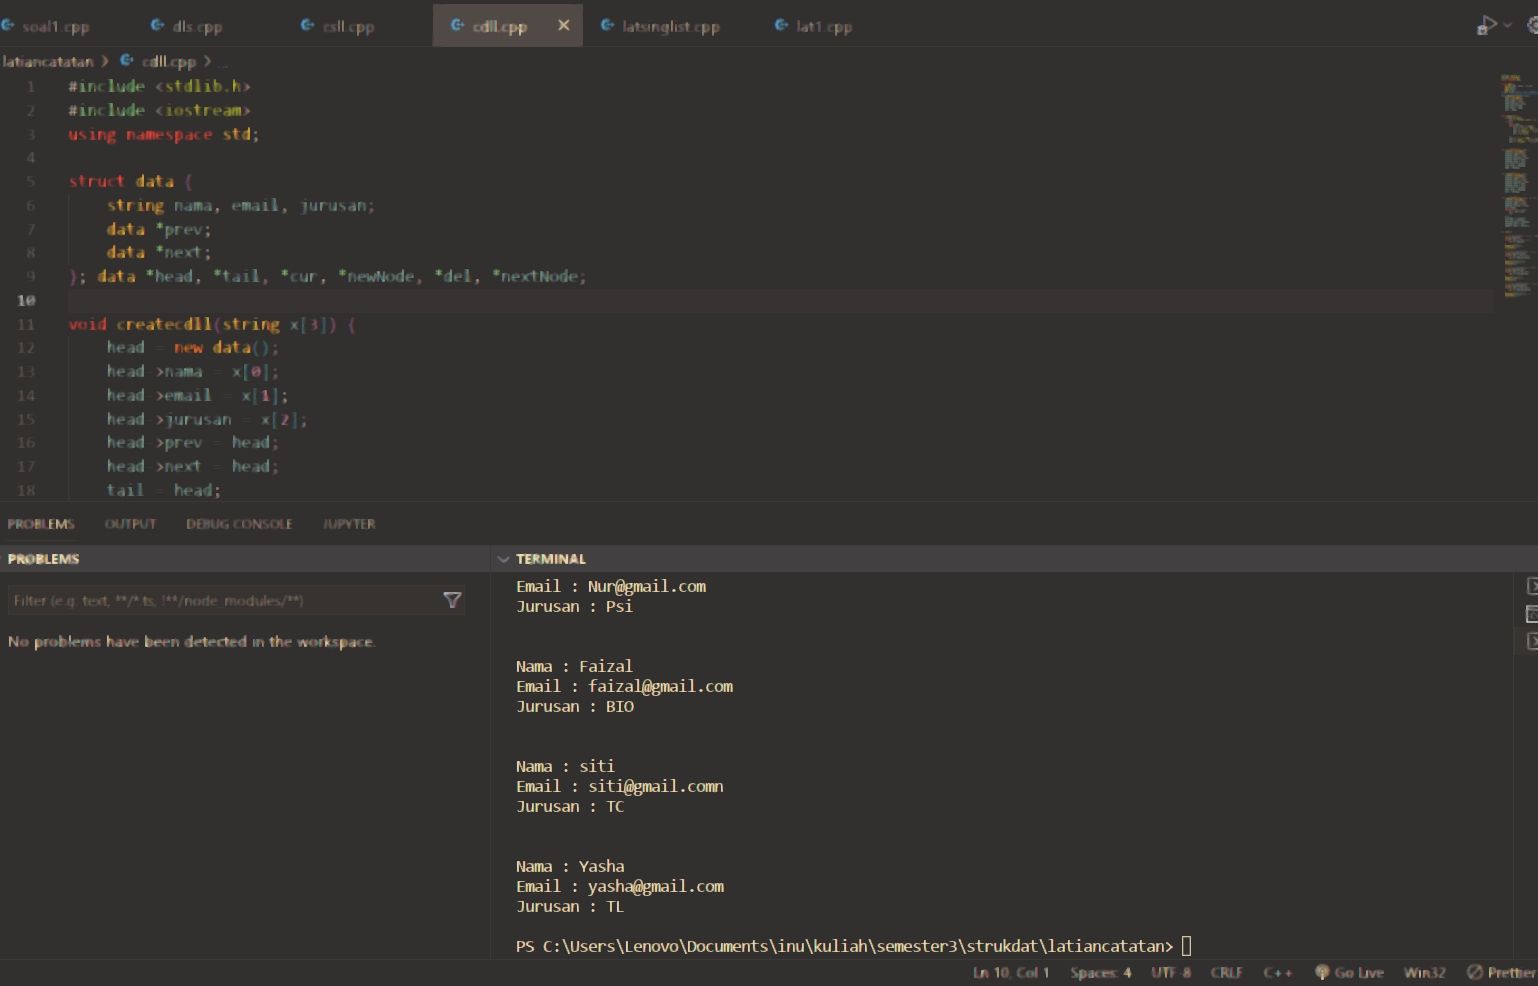 soal1.cpp dls.cpp csll.cpp cdll.cpp latsinglist.cpp lat1.cpp
latiancatatan > cdll.cpp > ...
1 #include <stdlib.h>
2 #include <iostream>
3 using namespace std;
4
5 struct data {
6 string nama, email, jurusan;
7 data *prev;
8 data *next;
9 }; data *head, *tail, *cur, *newNode, *del, *nextNode;
10
11 void createcdll(string x[3]) {
12 head = new data();
13 head->nama = x[0];
14 head->email = x[1];
15 head->jurusan = x[2];
16 head->prev = head;
17 head->next = head;
18 tail = head;
PROBLEMS OUTPUT DEBUG CONSOLE JUPYTER
PROBLEMS
Filter (e.g. text, **/*.ts, !**/node_modules/**)
No problems have been detected in the workspace.
TERMINAL
Email : Nur@gmail.com
Jurusan : Psi
Nama : Faizal
Email : faizal@gmail.com
Jurusan : BIO
Nama : siti
Email : siti@gmail.comn
Jurusan : TC
Nama : Yasha
Email : yasha@gmail.com
Jurusan : TL
PS C:\Users\Lenovo\Documents\inu\kuliah\semester3\strukdat\latiancatatan>
Ln 10, Col 1 Spaces: 4 UTF-8 CRLF C++ Go Live Win32 Prettier